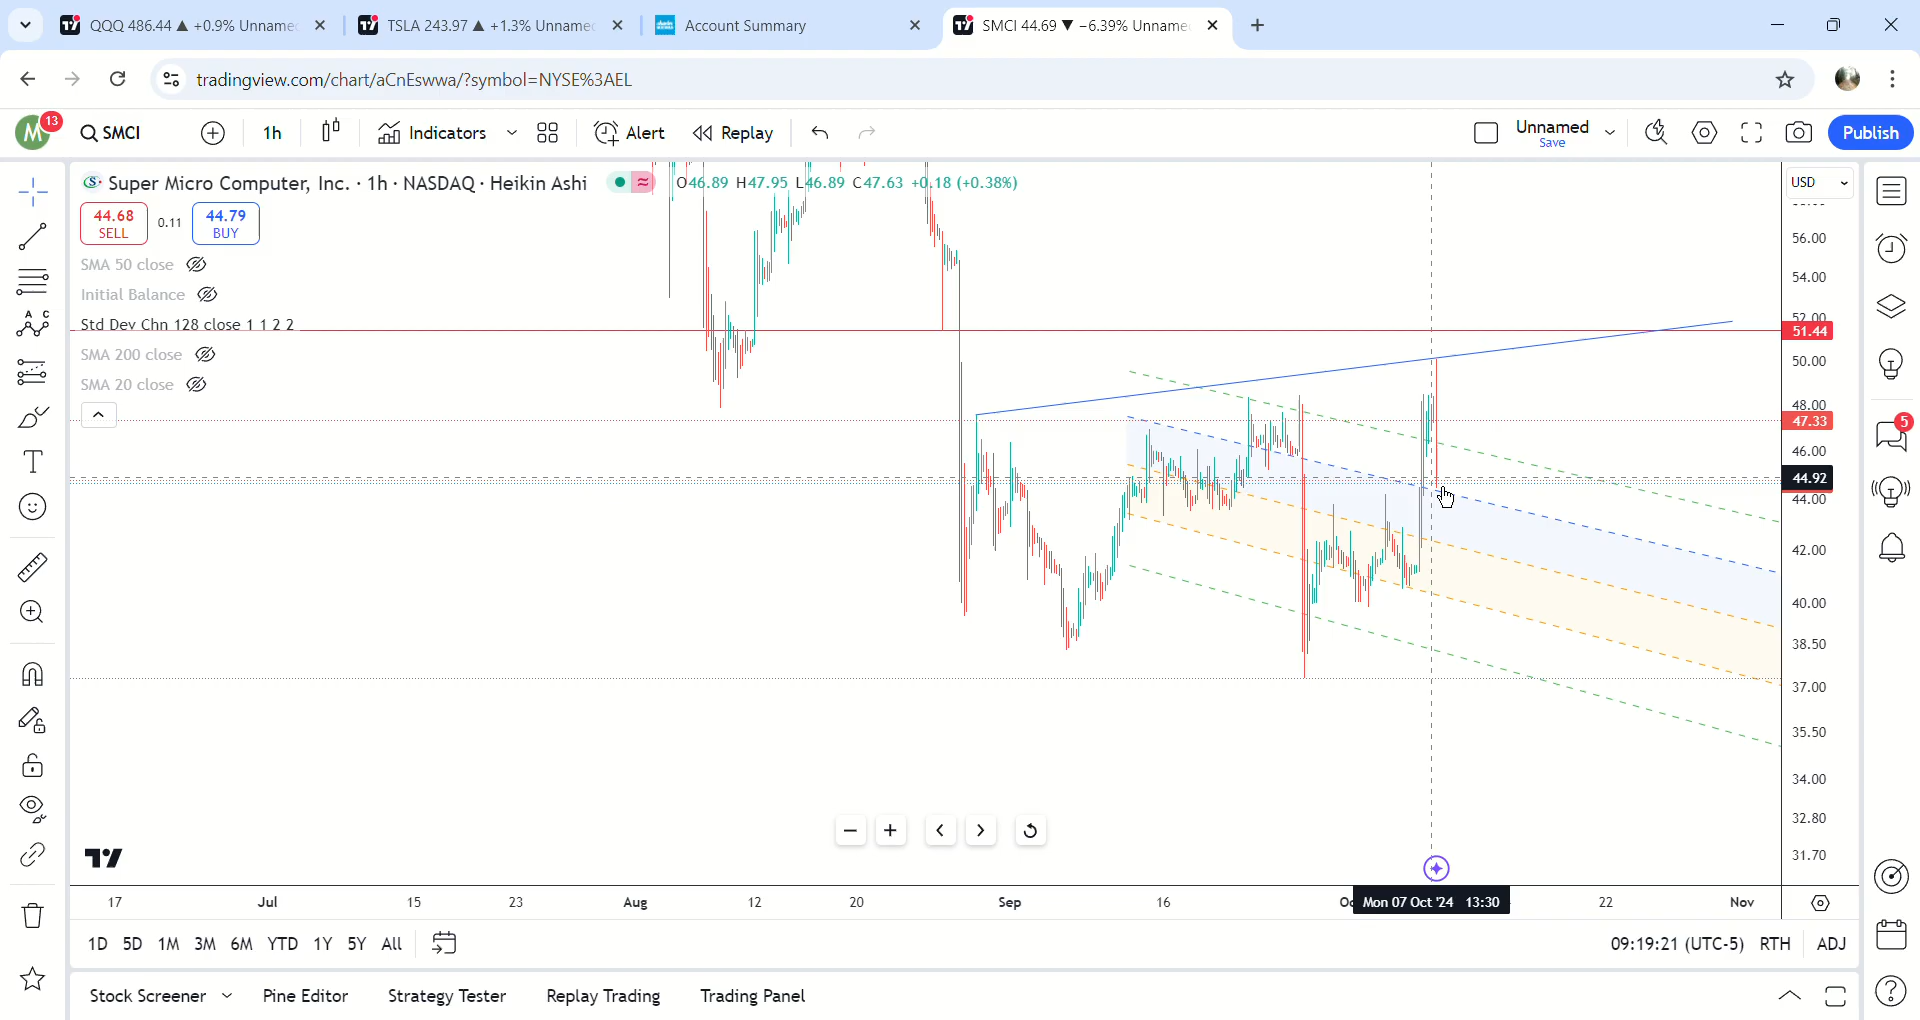 QQQ 486.44 ▲ +0.9% Unname
TSLA 243.97 ▲ +1.3% Unname
Account Summary
SMCI 44.69 ▼ −6.39% Unname
tradingview.com/chart/aCnEswwa/?symbol=NYSE%3AEL
M
13
SMCI
1h
Indicators
Alert
Replay
Unnamed
Save
Publish
Super Micro Computer, Inc. · 1h · NASDAQ · Heikin Ashi
O46.89 H47.95 L46.89 C47.63 +0.18 (+0.38%)
USD
44.68
SELL
0.11
44.79
BUY
SMA 50 close
Initial Balance
Std Dev Chn 128 close 1 1 2 2
SMA 200 close
SMA 20 close
56.00
54.00
52.00
51.44
50.00
48.00
47.33
46.00
44.92
44.00
42.00
40.00
38.50
37.00
35.50
34.00
32.80
31.70
A C
B
5
17
Jul
15
23
Aug
12
20
Sep
16
Mon 07 Oct '24 13:30
22
Nov
1D 5D 1M 3M 6M YTD 1Y 5Y All
09:19:21 (UTC-5)
RTH
ADJ
Stock Screener
Pine Editor
Strategy Tester
Replay Trading
Trading Panel